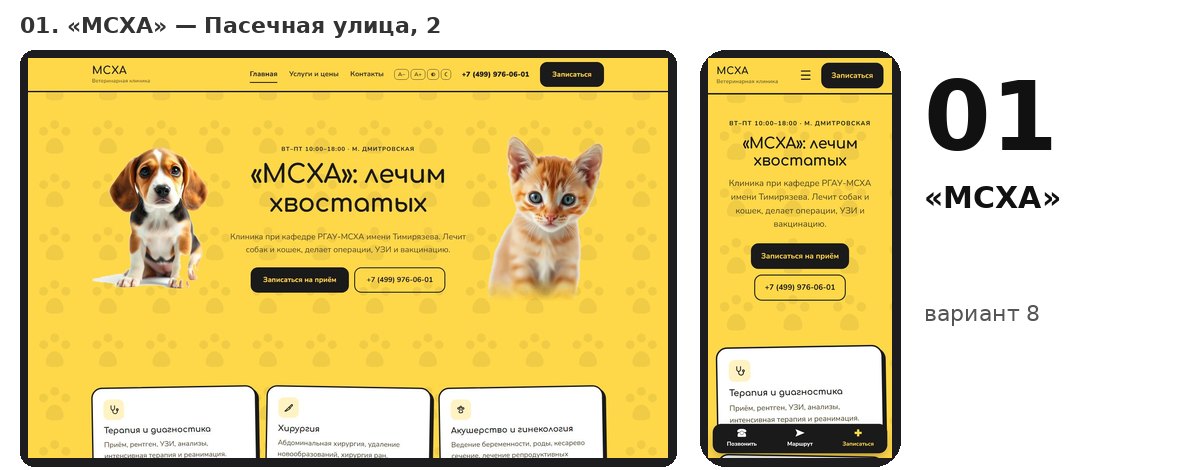 01. «МСХА» — Пасечная улица, 2
МСХА
Ветеринарная клиника
Главная Услуги и цены Контакты A- A+ ◐ C +7 (499) 976-06-01 Записаться
ВТ–ПТ 10:00–18:00 · М. ДМИТРОВСКАЯ
«МСХА»: лечим
хвостатых
Клиника при кафедре РГАУ-МСХА имени Тимирязева. Лечит
собак и кошек, делает операции, УЗИ и вакцинацию.
Записаться на приём +7 (499) 976-06-01
Терапия и диагностика
Приём, рентген, УЗИ, анализы,
интенсивная терапия и реанимация.
Хирургия
Абдоминальная хирургия, удаление
новообразований, хирургия ран,
Акушерство и гинекология
Ведение беременности, роды, кесарево
сечение, лечение репродуктивных
МСХА
Ветеринарная клиника
Записаться
ВТ–ПТ 10:00–18:00 · М. ДМИТРОВСКАЯ
«МСХА»: лечим
хвостатых
Клиника при кафедре РГАУ-МСХА
имени Тимирязева. Лечит собак и
кошек, делает операции, УЗИ и
вакцинацию.
Записаться на приём
+7 (499) 976-06-01
Терапия и диагностика
Приём, рентген, УЗИ, анализы,
интенсивная терапия и реанимация.
Позвонить Маршрут Записаться
01
«МСХА»
вариант 8